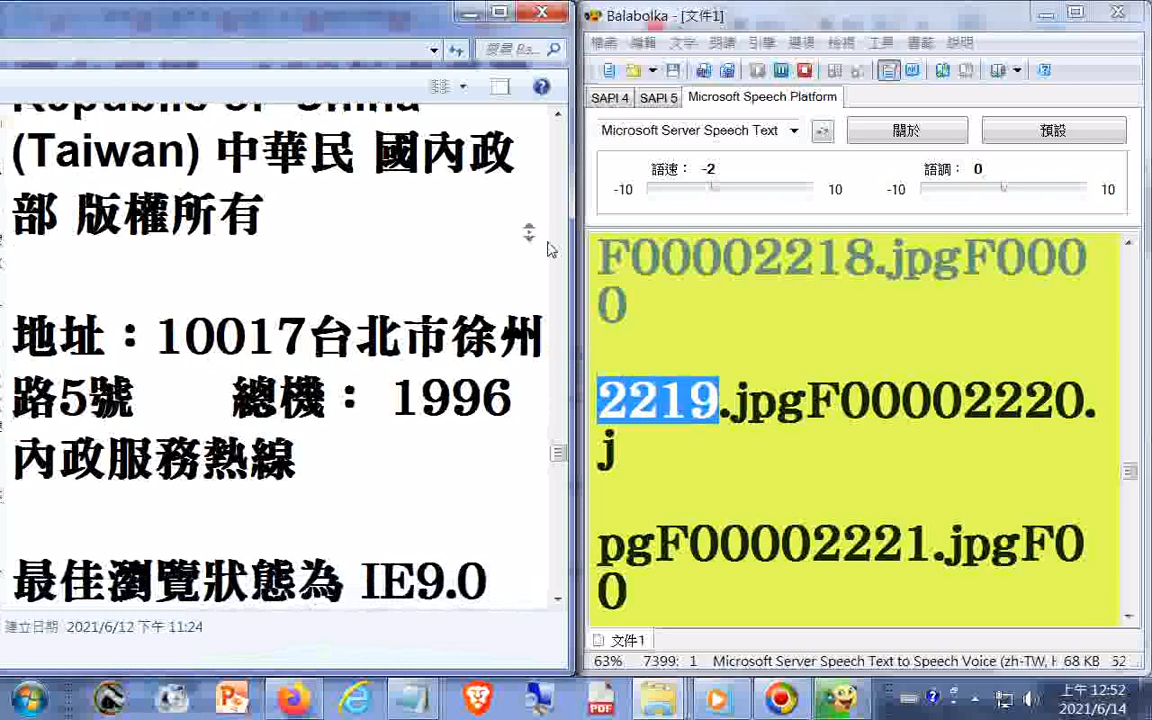 Republic of China
(Taiwan) 中華民 國內政
部 版權所有
地址：10017台北市徐州
路5號 總機： 1996
內政服務熱線
最佳瀏覽狀態為 IE9.0
建立日期 2021/6/12 下午 11:24
Balabolka - [文件1]
檔案 編輯 文字 朗讀 引擎 選項 檢視 工具 書籤 說明
SAPI 4 SAPI 5 Microsoft Speech Platform
Microsoft Server Speech Text 關於 預設
語速： -2 語調： 0
-10 10 -10 10
F00002218.jpgF000
0
2219.jpgF00002220.
j
pgF00002221.jpgF0
0
文件1
63% 7399: 1 Microsoft Server Speech Text to Speech Voice (zh-TW, H 68 KB 52
PDF
上午 12:52
2021/6/14